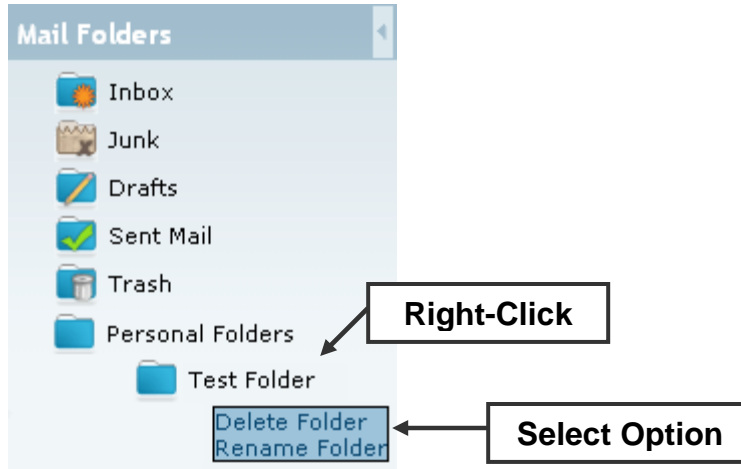 Mail Folders
Inbox
Junk
Drafts
Sent Mail
Trash
Right-Click
Personal Folders
Test Folder
Delete Folder
Rename Folder
Select Option